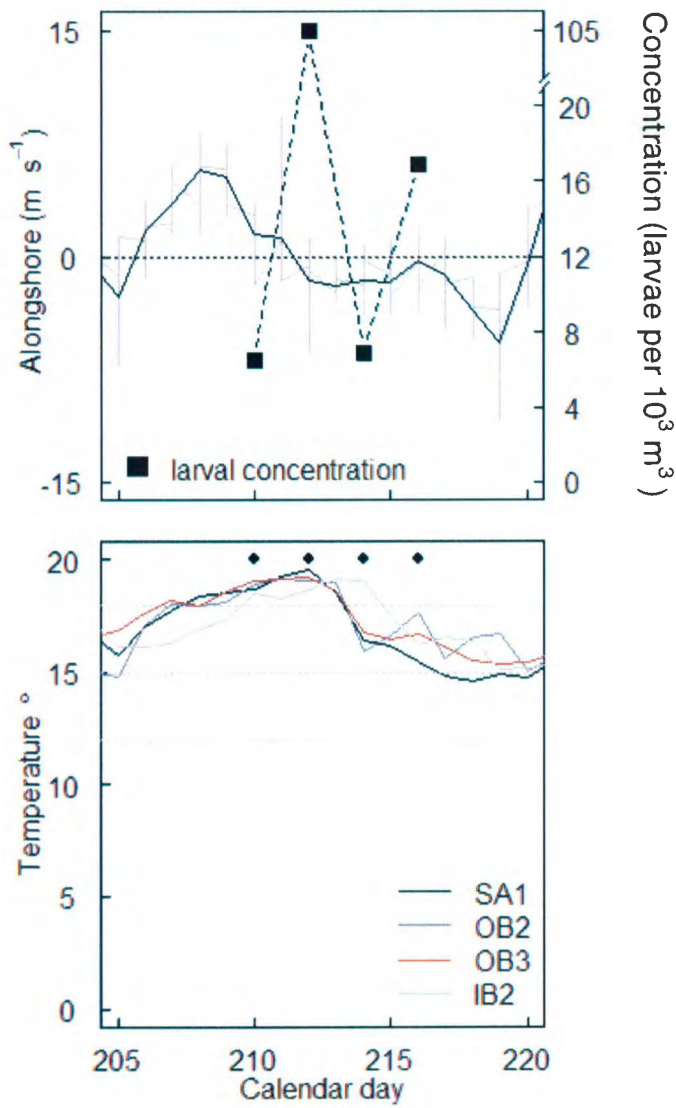 15
0
-15
Alongshore (m s⁻¹)
105
20
16
12
8
4
0
Concentration (larvae per 10³ m³)
larval concentration
20
15
10
5
0
Temperature °
SA1
OB2
OB3
IB2
205 210 215 220
Calendar day